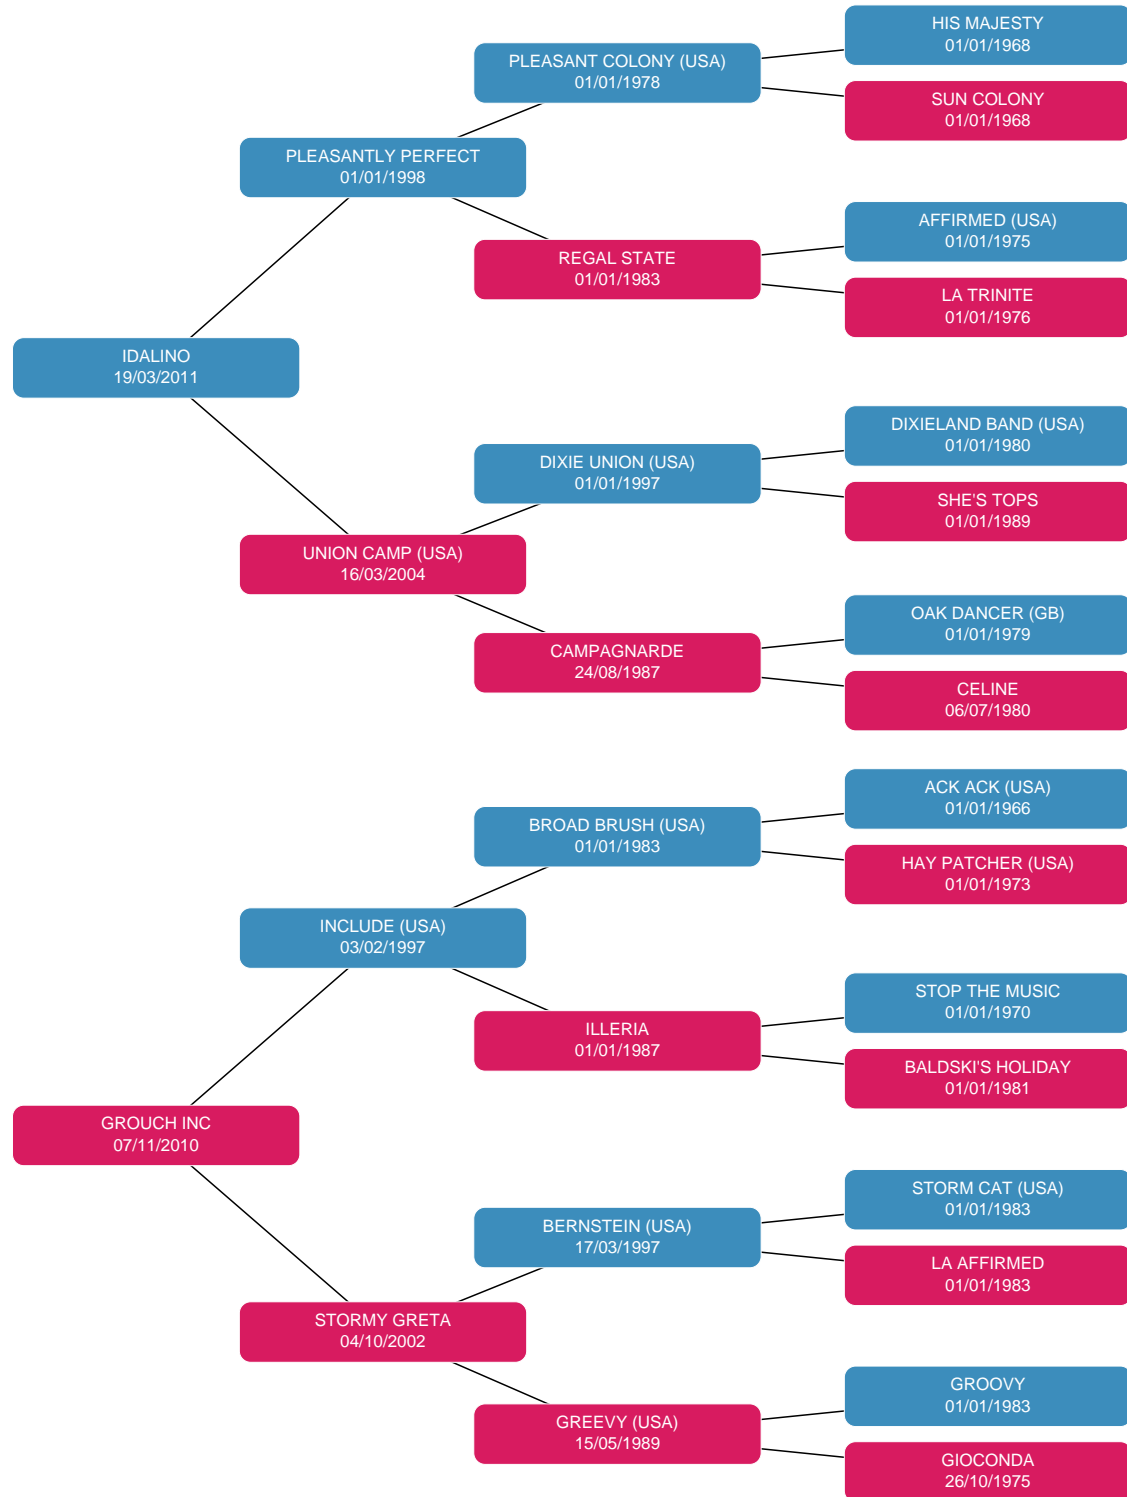 HIS MAJESTY
01/01/1968
PLEASANT COLONY (USA)
01/01/1978
SUN COLONY
01/01/1968
PLEASANTLY PERFECT
01/01/1998
AFFIRMED (USA)
01/01/1975
REGAL STATE
01/01/1983
LA TRINITE
01/01/1976
IDALINO
19/03/2011
DIXIELAND BAND (USA)
01/01/1980
DIXIE UNION (USA)
01/01/1997
SHE'S TOPS
01/01/1989
UNION CAMP (USA)
16/03/2004
OAK DANCER (GB)
01/01/1979
CAMPAGNARDE
24/08/1987
CELINE
06/07/1980
ACK ACK (USA)
01/01/1966
BROAD BRUSH (USA)
01/01/1983
HAY PATCHER (USA)
01/01/1973
INCLUDE (USA)
03/02/1997
STOP THE MUSIC
01/01/1970
ILLERIA
01/01/1987
BALDSKI'S HOLIDAY
01/01/1981
GROUCH INC
07/11/2010
STORM CAT (USA)
01/01/1983
BERNSTEIN (USA)
17/03/1997
LA AFFIRMED
01/01/1983
STORMY GRETA
04/10/2002
GROOVY
01/01/1983
GREEVY (USA)
15/05/1989
GIOCONDA
26/10/1975